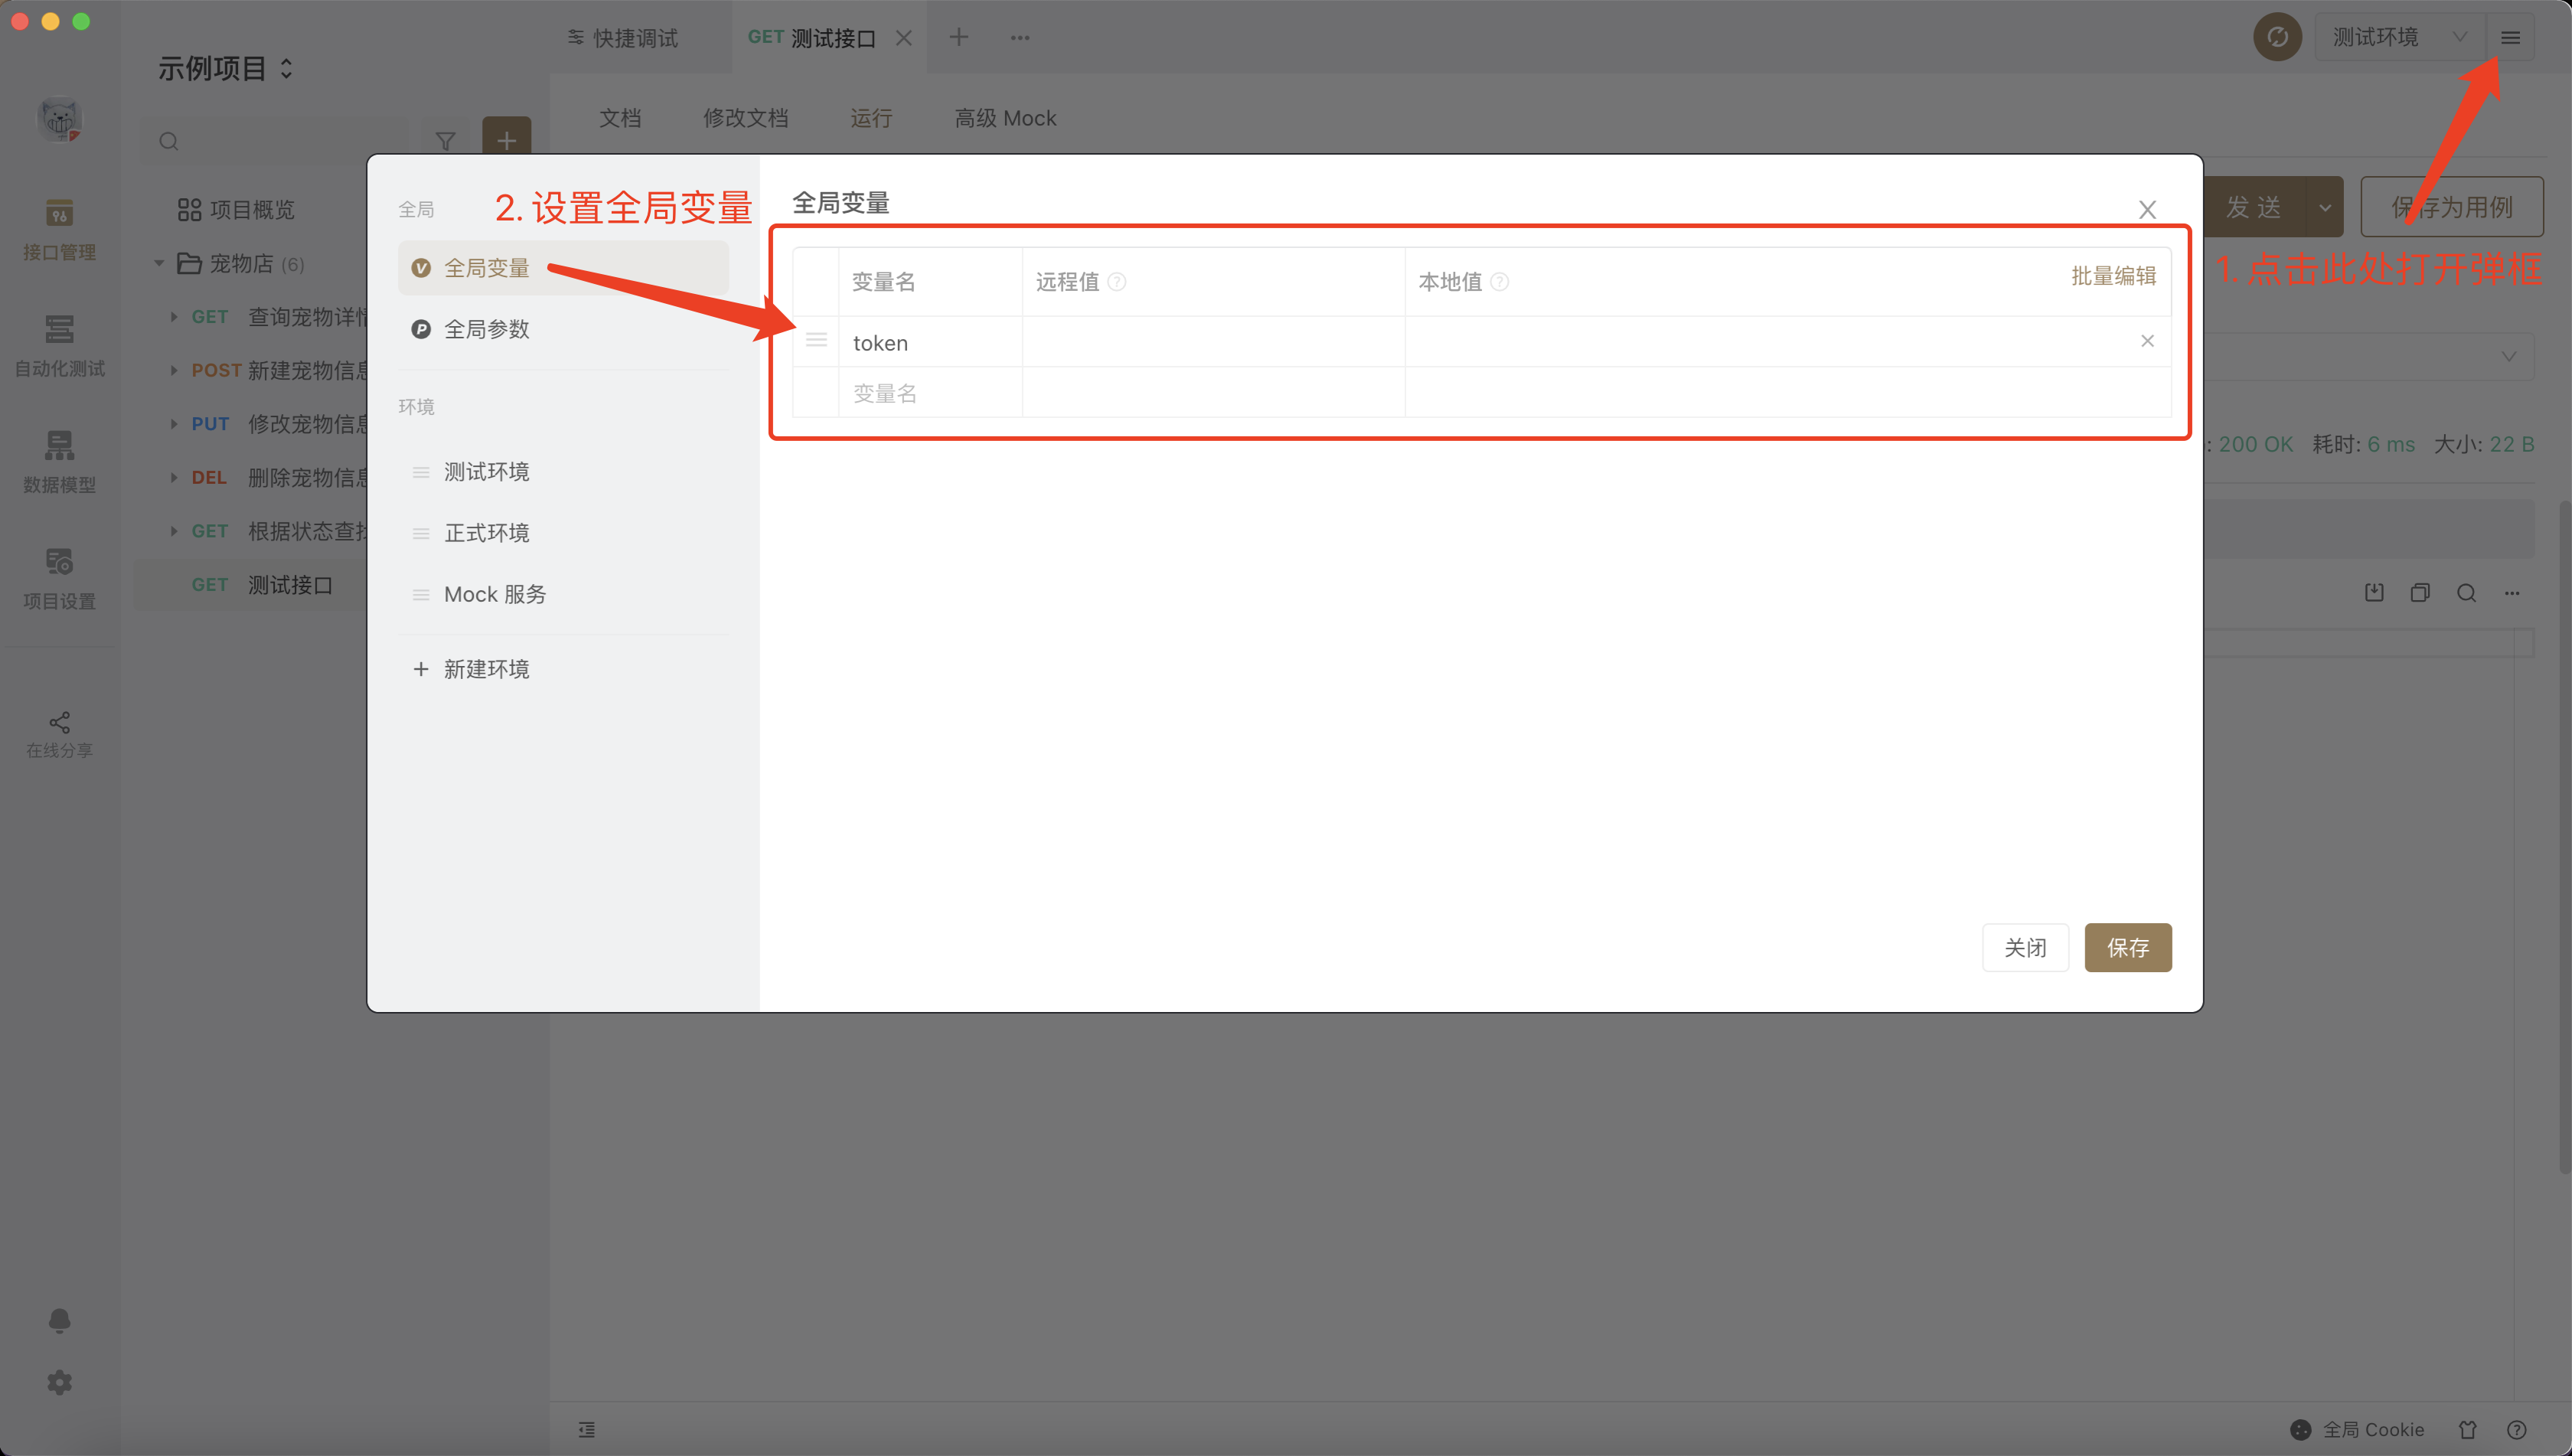 快捷调试
GET 测试接口
测试环境
示例项目
文档
修改文档
运行
高级 Mock
接口管理
自动化测试
数据模型
项目设置
在线分享
项目概览
宠物店 (6)
GET 查询宠物详情
POST 新建宠物信息
PUT 修改宠物信息
DEL 删除宠物信息
GET 根据状态查找
GET 测试接口
全局
2. 设置全局变量
全局变量
全局参数
环境
测试环境
正式环境
Mock 服务
新建环境
全局变量
变量名
远程值
本地值
批量编辑
token
变量名
关闭
保存
发 送
保存为用例
1. 点击此处打开弹框
: 200 OK 耗时: 6 ms 大小: 22 B
全局 Cookie